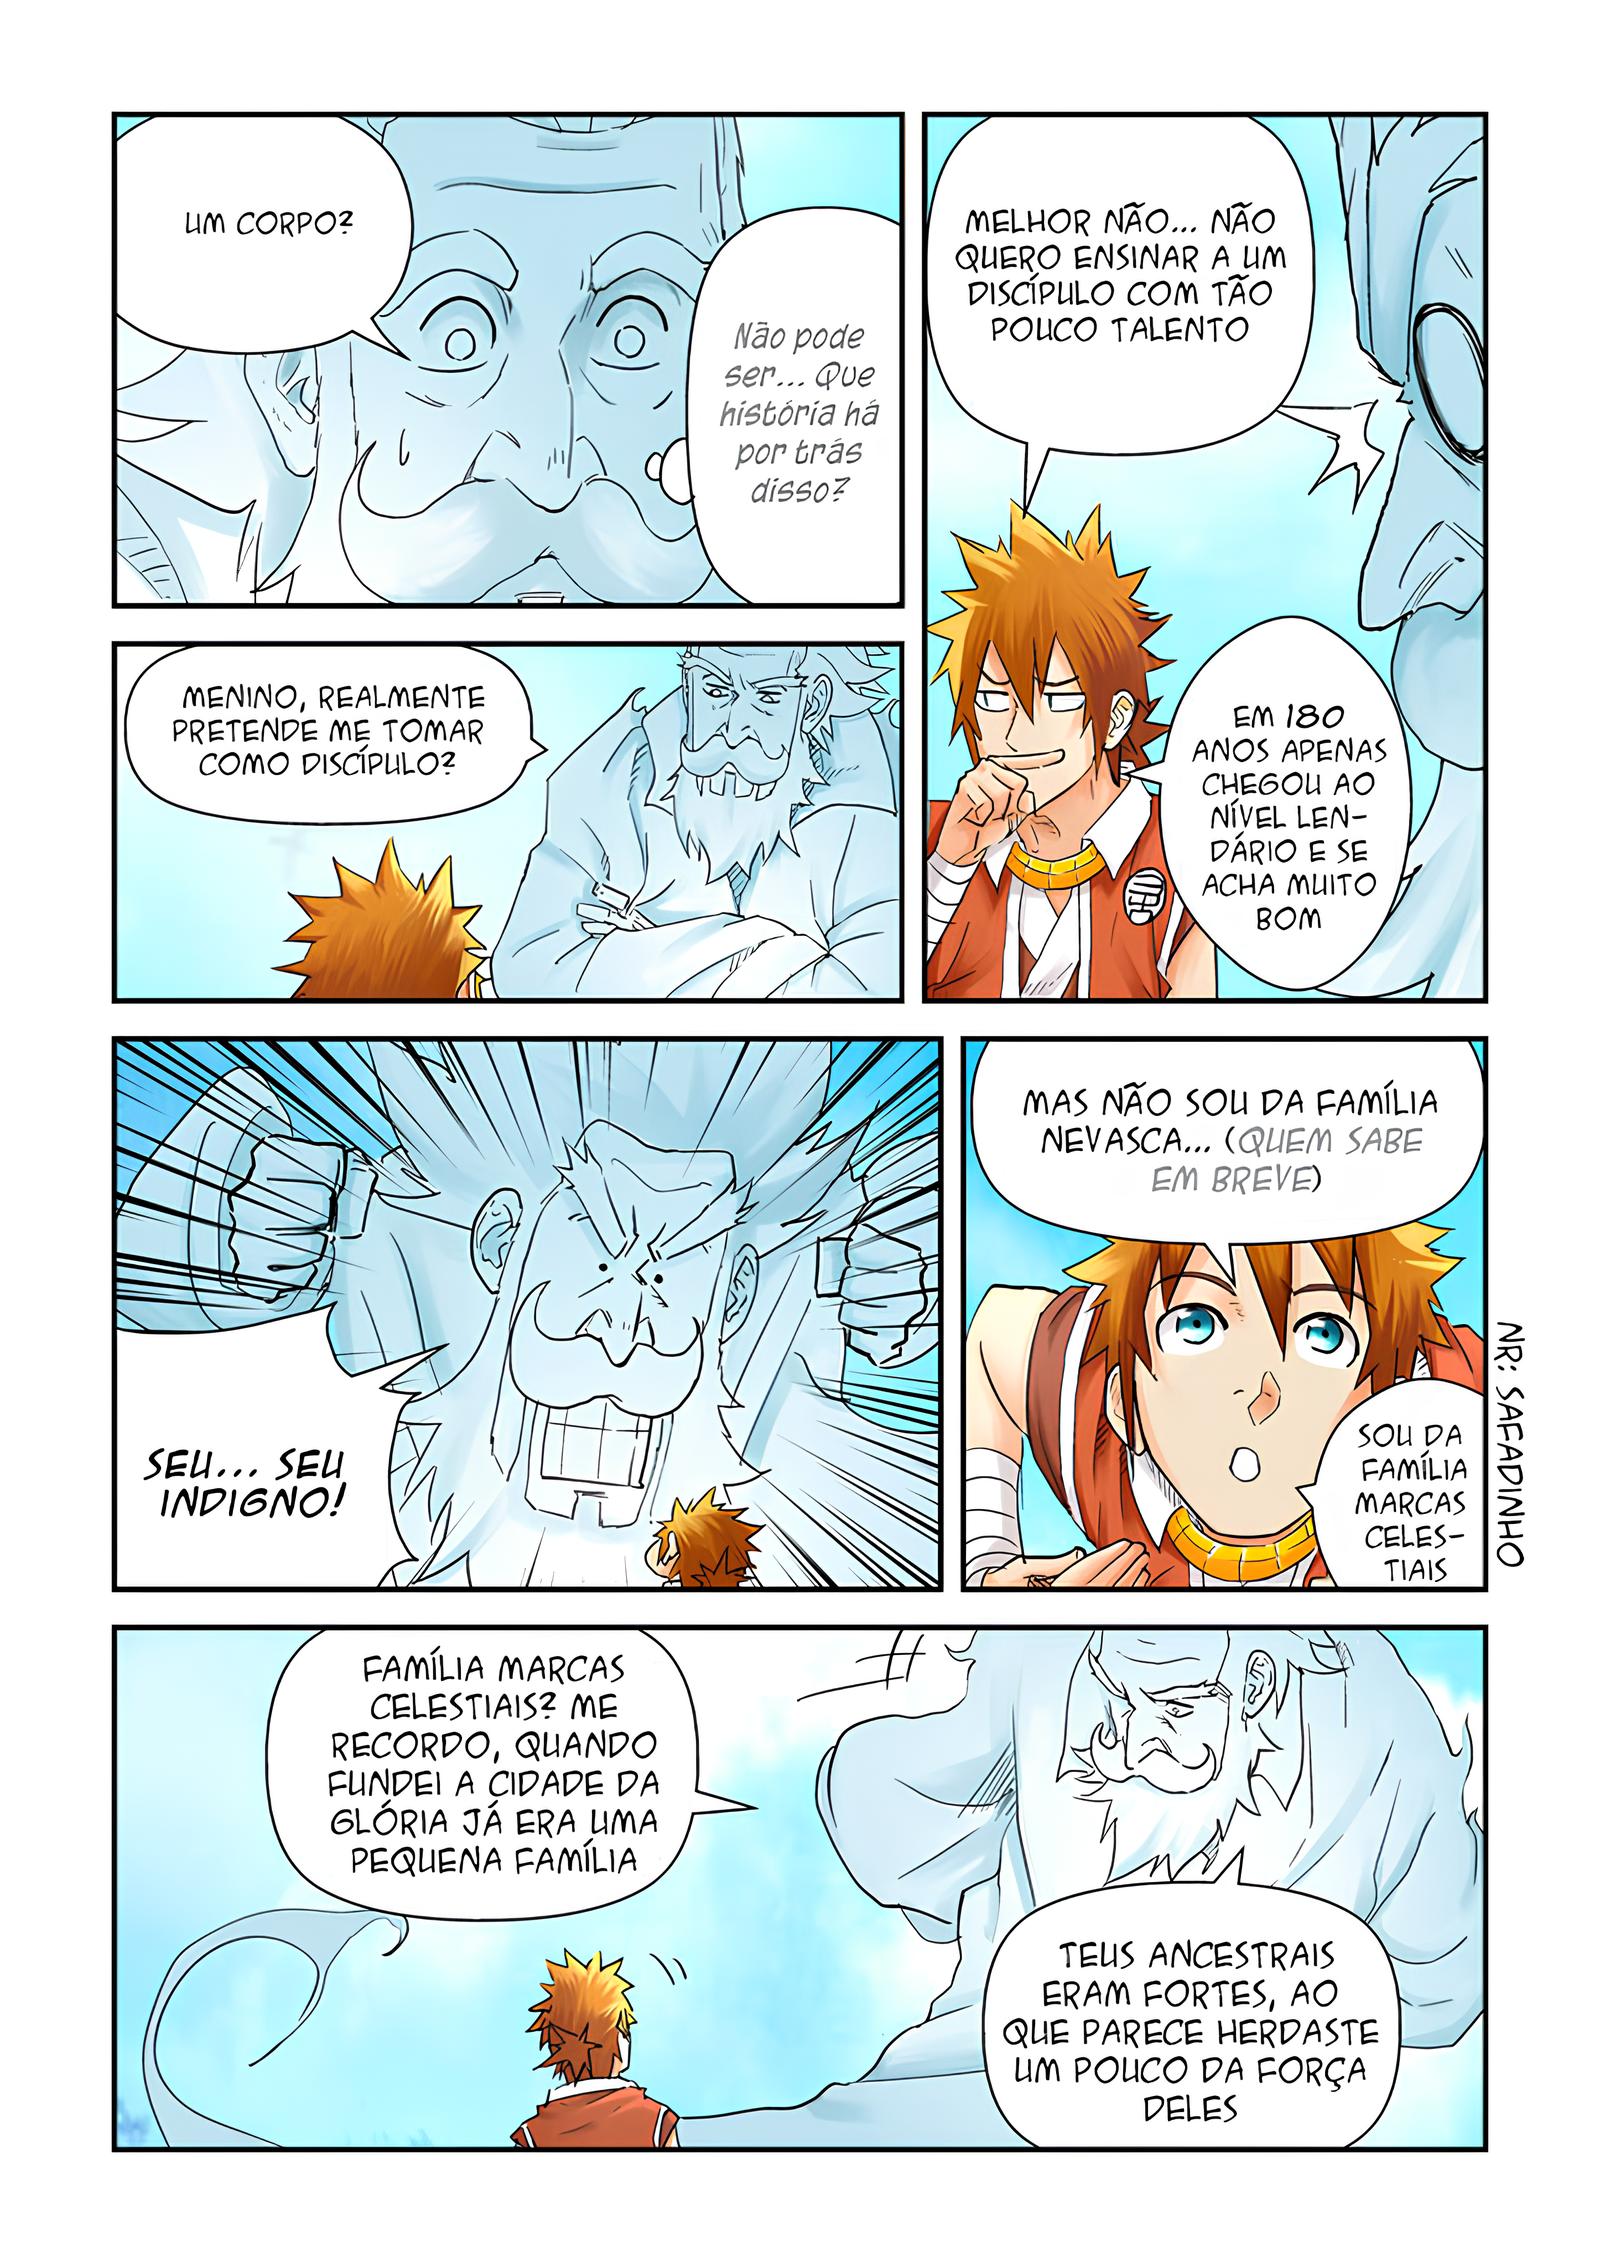 UM CORPO?
Não pode
ser... Que
história há
por trás
disso?
MENINO, REALMENTE
PRETENDE ME TOMAR
COMO DISCÍPULO?
MELHOR NÃO... NÃO
QUERO ENSINAR A UM
DISCÍPULO COM TÃO
POUCO TALENTO
EM 180
ANOS APENAS
CHEGOU AO
NÍVEL LEN-
DÁRIO E SE
ACHA MUITO
BOM
SEU... SEU
INDIGNO!
MAS NÃO SOU DA FAMÍLIA
NEVASCA... (QUEM SABE
EM BREVE)
SOU DA
FAMÍLIA
MARCAS
CELES-
TIAIS
NR: SAFADINHO
FAMÍLIA MARCAS
CELESTIAIS? ME
RECORDO, QUANDO
FUNDEI A CIDADE DA
GLÓRIA JÁ ERA UMA
PEQUENA FAMÍLIA
TEUS ANCESTRAIS
ERAM FORTES, AO
QUE PARECE HERDASTE
UM POUCO DA FORÇA
DELES